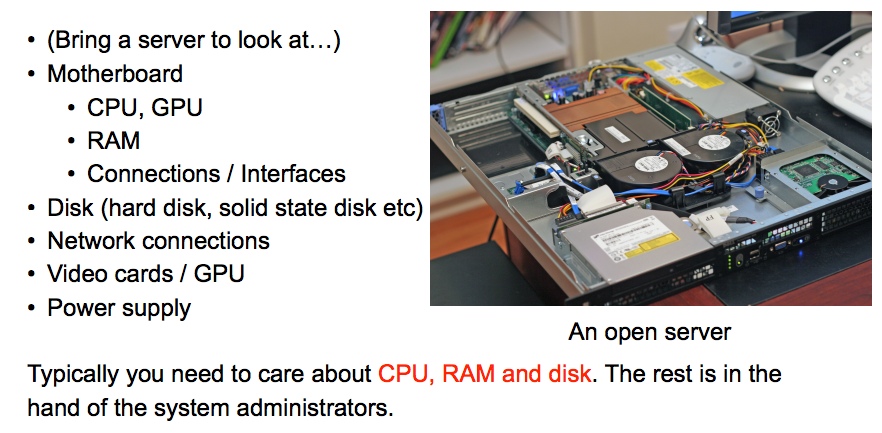 • (Bring a server to look at…)
• Motherboard
• CPU, GPU
• RAM
• Connections / Interfaces
• Disk (hard disk, solid state disk etc)
• Network connections
• Video cards / GPU
• Power supply
An open server
Typically you need to care about CPU, RAM and disk. The rest is in the
hand of the system administrators.